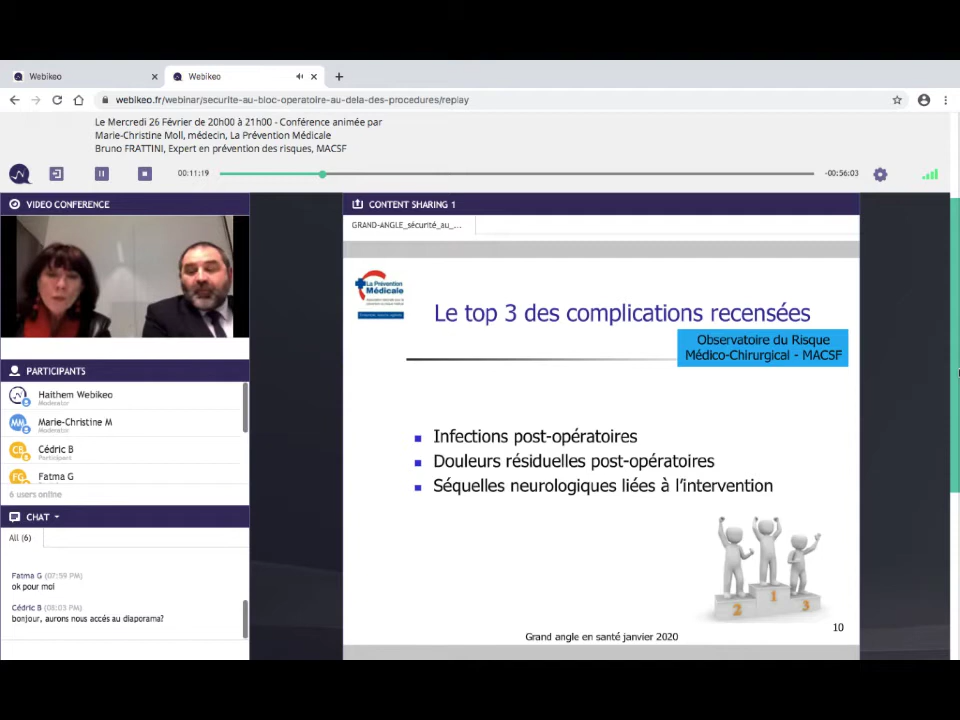 Webikeo
Webikeo
webikeo.fr/webinar/securite-au-bloc-operatoire-au-dela-des-procedures/replay
Le Mercredi 26 Février de 20h00 à 21h00 - Conférence animée par
Marie-Christine Moll, médecin, La Prévention Médicale
Bruno FRATTINI, Expert en prévention des risques, MACSF
00:11:19
-00:56:03
VIDEO CONFERENCE
CONTENT SHARING 1
GRAND-ANGLE_sécurité_au_...
La Prévention
Médicale
Le top 3 des complications recensées
Observatoire du Risque
Médico-Chirurgical - MACSF
PARTICIPANTS
Haithem Webikeo
Moderator
MM
Marie-Christine M
Moderator
CB
Cédric B
Participant
FG
Fatma G
6 users online
Infections post-opératoires
Douleurs résiduelles post-opératoires
Séquelles neurologiques liées à l'intervention
CHAT
All (6)
Fatma G (07:59 PM)
ok pour moi
Cédric B (08:03 PM)
bonjour, aurons nous accés au diaporama?
2 1 3
10
Grand angle en santé janvier 2020